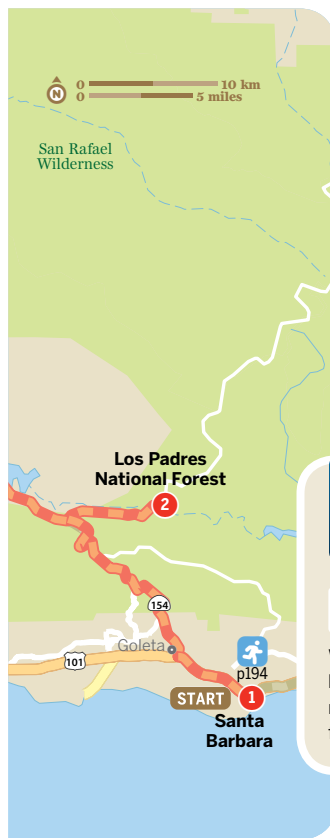 0 10 km
N
0 5 miles
San Rafael
Wilderness
Los Padres
National Forest
2
154
Goleta
101
p194
START
1
Santa
Barbara